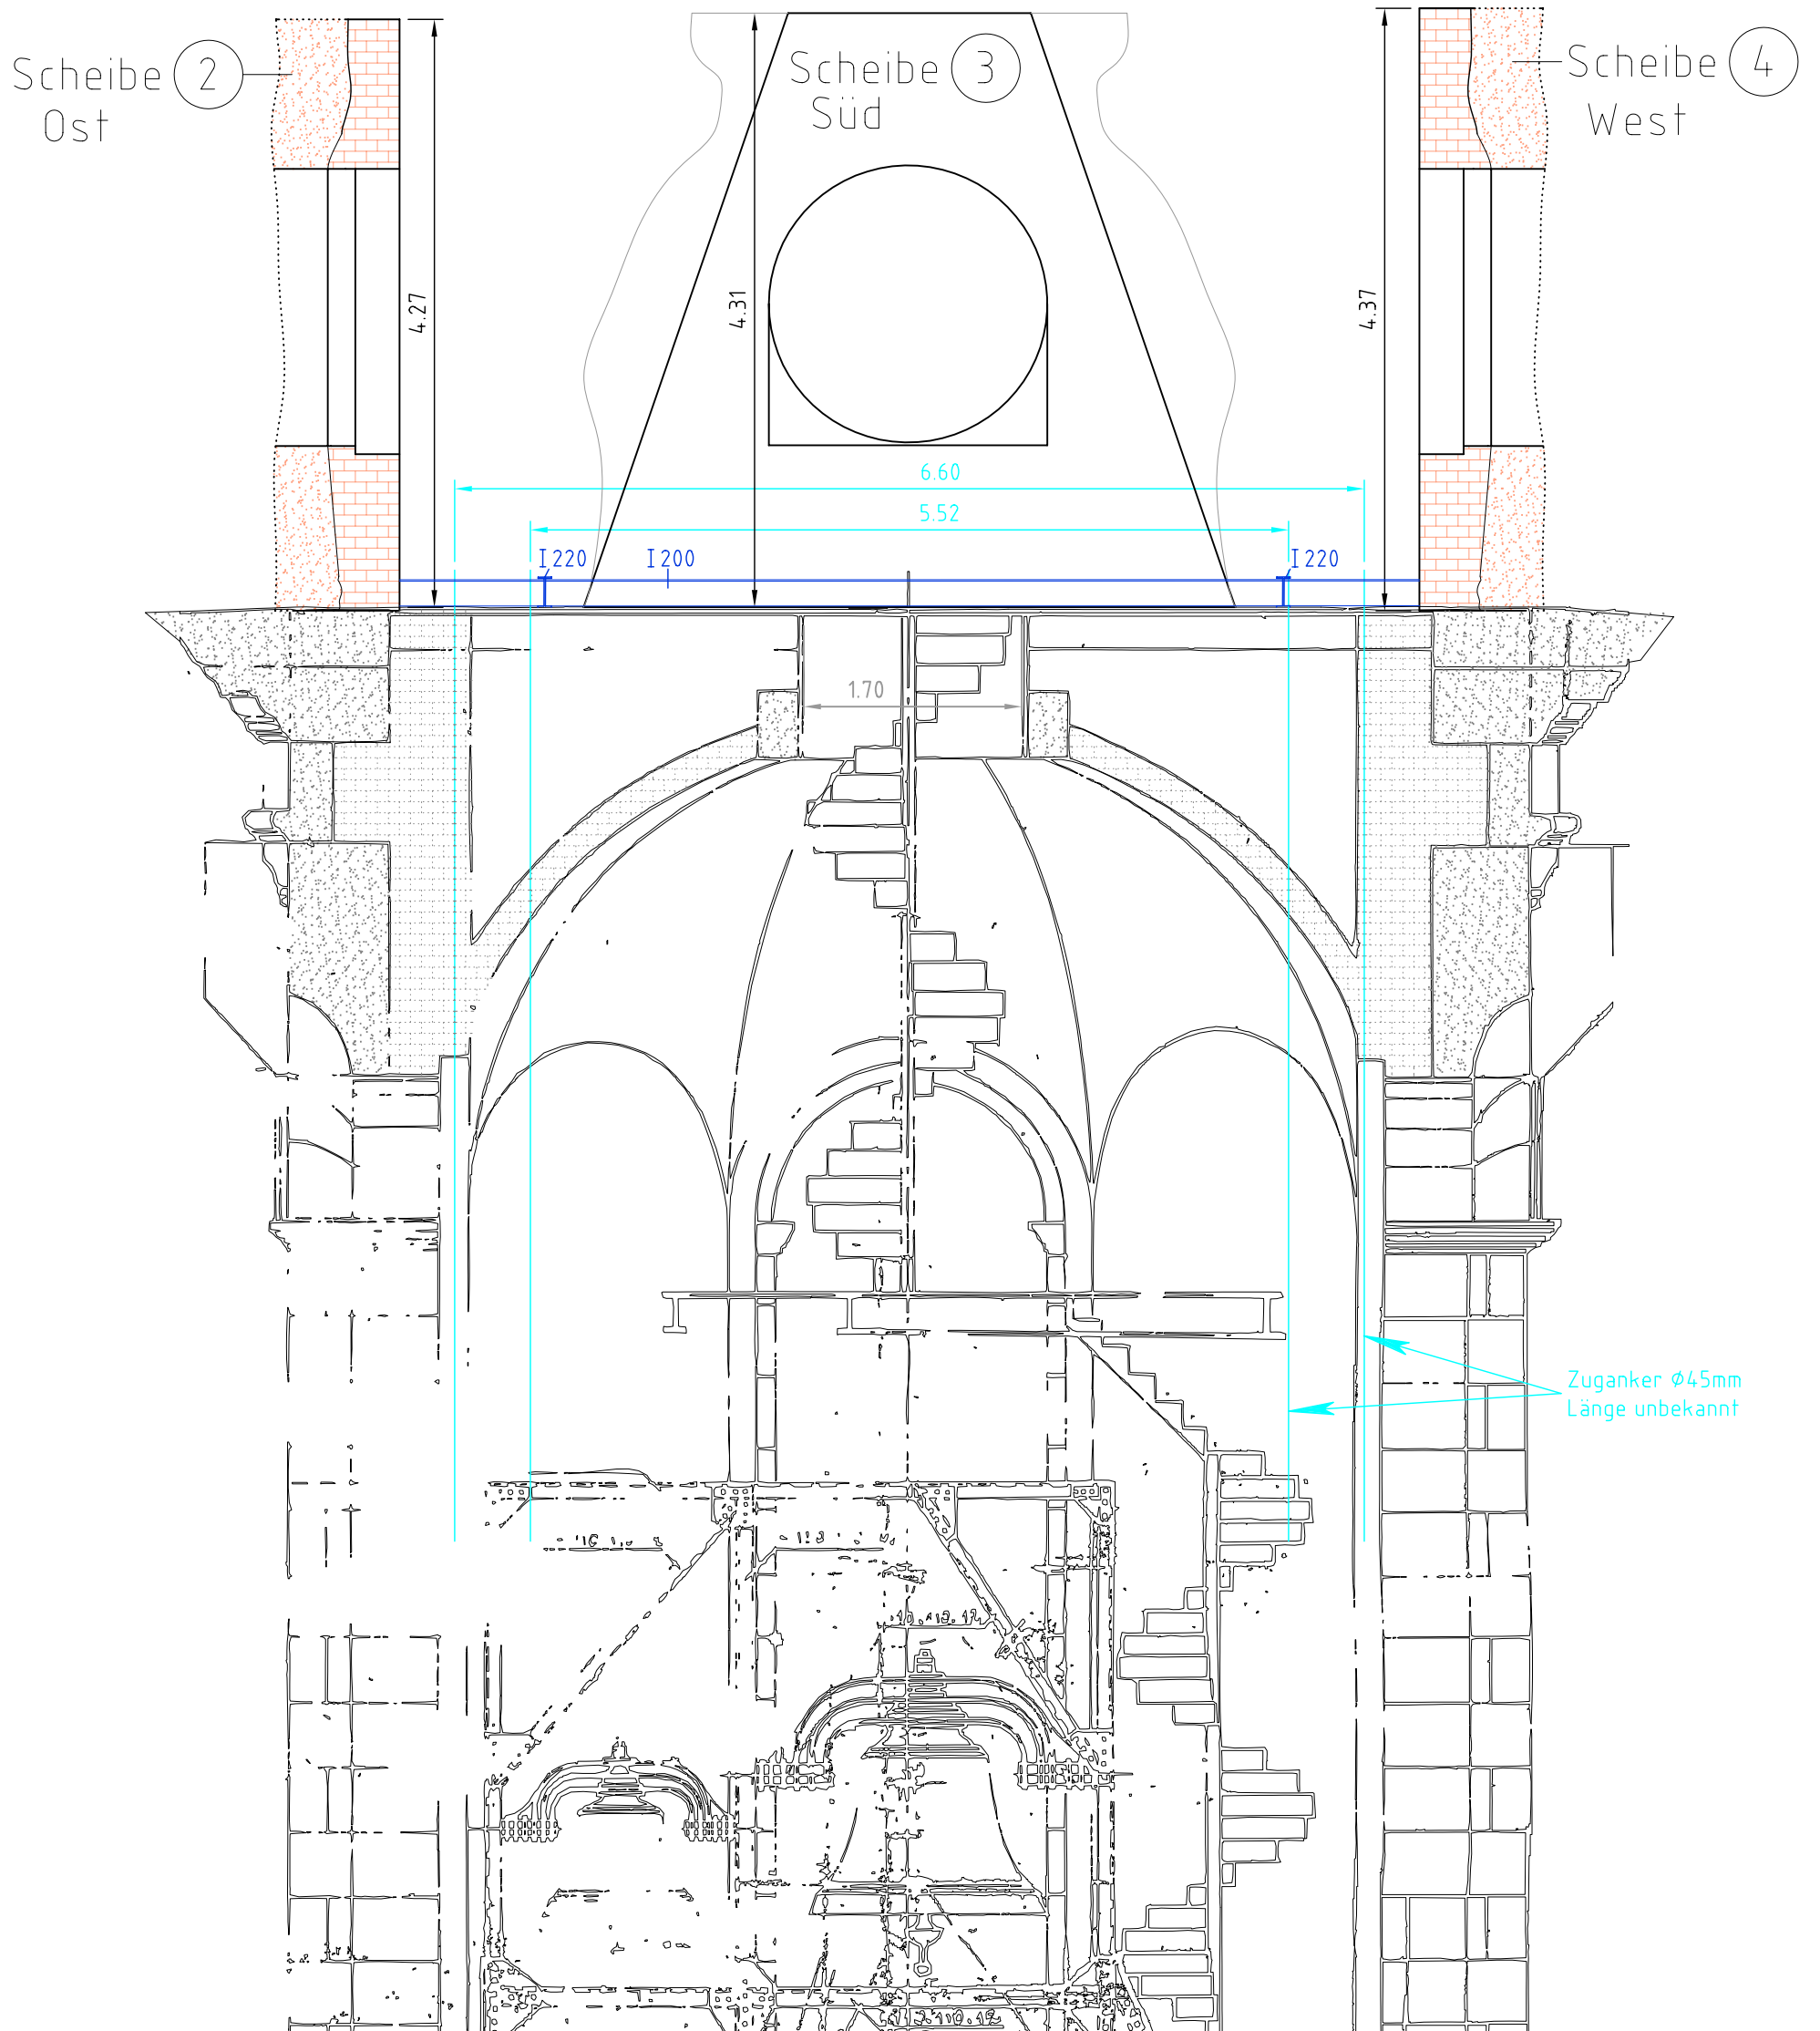 Scheibe 2
Ost
Scheibe 3
Süd
Scheibe 4
West
4.27
4.31
4.37
6.60
5.52
I 220
I 200
I 220
1.70
Zuganker Ø45mm
Länge unbekannt